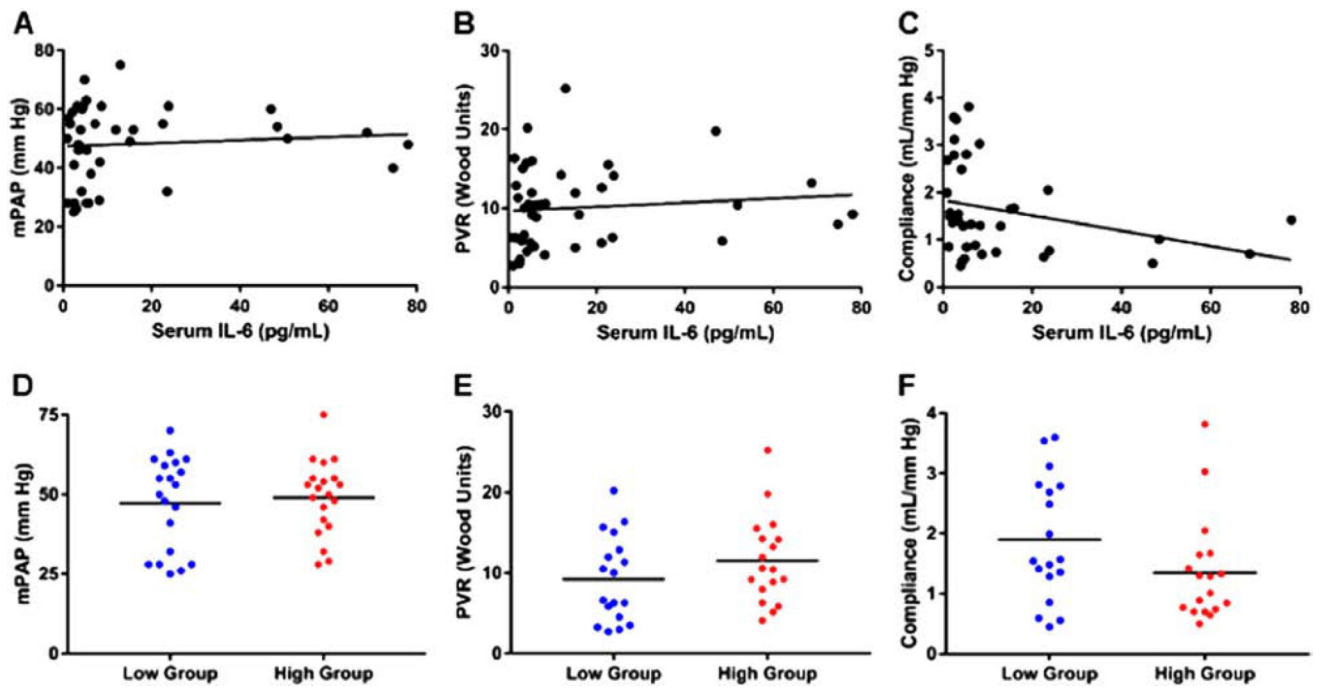 A
B
C
80
60
40
20
0
mPAP (mm Hg)
0 20 40 60 80
Serum IL-6 (pg/mL)
30
20
10
0
PVR (Wood Units)
0 20 40 60 80
Serum IL-6 (pg/mL)
5
4
3
2
1
0
Compliance (mL/mm Hg)
0 20 40 60 80
Serum IL-6 (pg/mL)
D
E
F
75
50
25
0
mPAP (mm Hg)
Low Group High Group
30
20
10
0
PVR (Wood Units)
Low Group High Group
4
3
2
1
0
Compliance (mL/mm Hg)
Low Group High Group